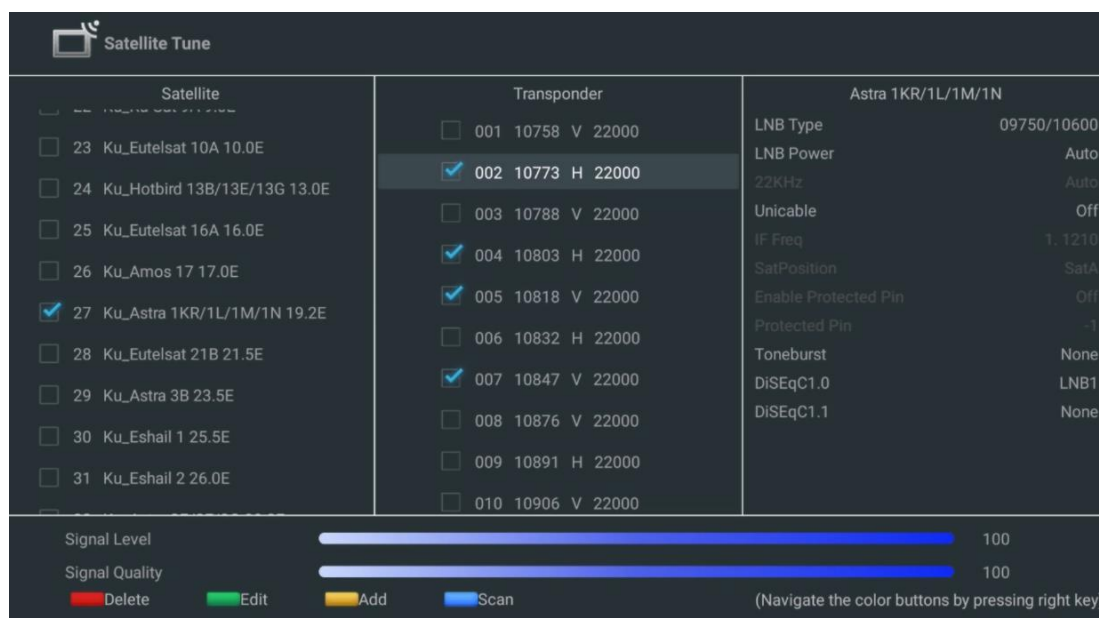 Satellite Tune
Satellite
23 Ku_Eutelsat 10A 10.0E
24 Ku_Hotbird 13B/13E/13G 13.0E
25 Ku_Eutelsat 16A 16.0E
26 Ku_Amos 17 17.0E
27 Ku_Astra 1KR/1L/1M/1N 19.2E
28 Ku_Eutelsat 21B 21.5E
29 Ku_Astra 3B 23.5E
30 Ku_Eshail 1 25.5E
31 Ku_Eshail 2 26.0E
Transponder
001 10758 V 22000
002 10773 H 22000
003 10788 V 22000
004 10803 H 22000
005 10818 V 22000
006 10832 H 22000
007 10847 V 22000
008 10876 V 22000
009 10891 H 22000
010 10906 V 22000
Astra 1KR/1L/1M/1N
LNB Type 09750/10600
LNB Power Auto
22KHz Auto
Unicable Off
IF Freq 1. 1210
SatPosition SatA
Enable Protected Pin Off
Protected Pin -1
Toneburst None
DiSEqC1.0 LNB1
DiSEqC1.1 None
Signal Level 100
Signal Quality 100
Delete Edit Add Scan (Navigate the color buttons by pressing right key